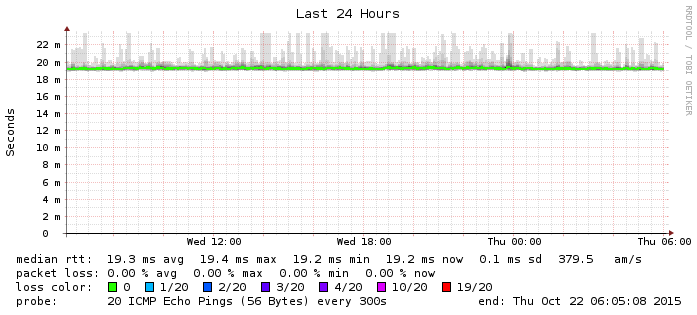 Last 24 Hours
RRDTOOL / TOBI OETIKER
Seconds
22 m
20 m
18 m
16 m
14 m
12 m
10 m
8 m
6 m
4 m
2 m
0
Wed 12:00 Wed 18:00 Thu 00:00 Thu 06:00
median rtt: 19.3 ms avg 19.4 ms max 19.2 ms min 19.2 ms now 0.1 ms sd 379.5 am/s
packet loss: 0.00 % avg 0.00 % max 0.00 % min 0.00 % now
loss color: 0 1/20 2/20 3/20 4/20 10/20 19/20
probe: 20 ICMP Echo Pings (56 Bytes) every 300s end: Thu Oct 22 06:05:08 2015